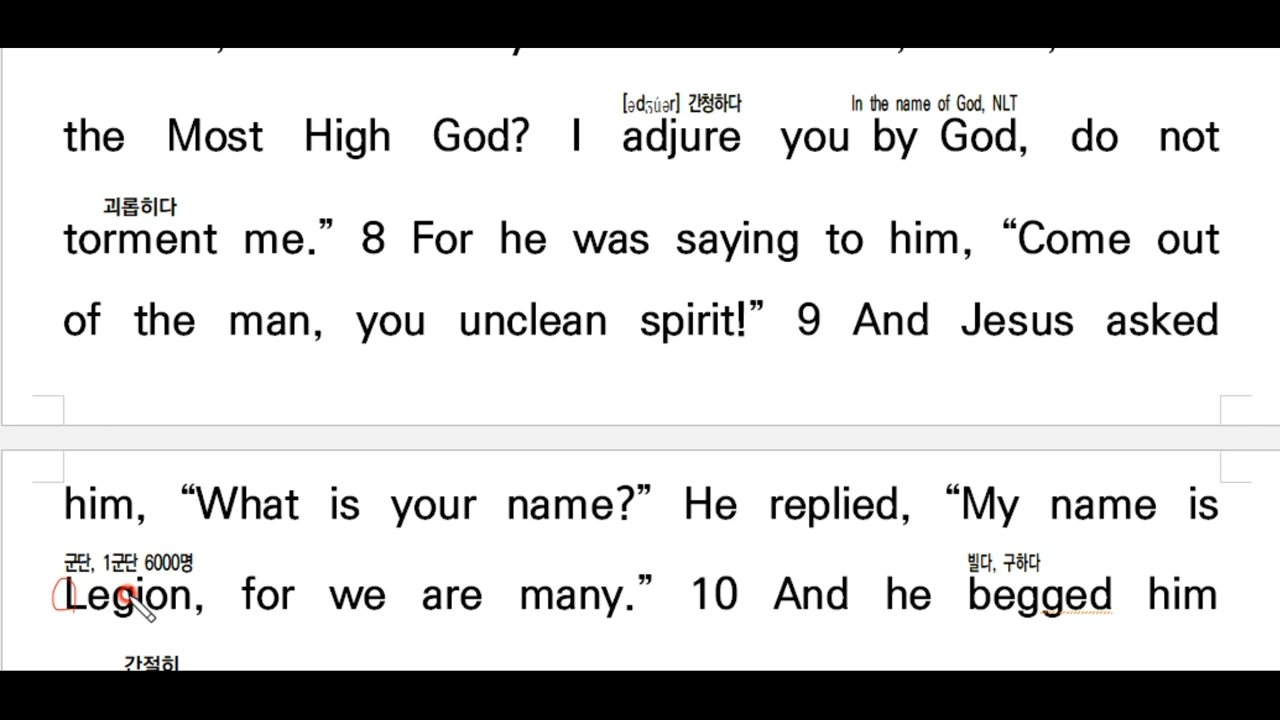 [ədʒúər] 간청하다 In the name of God, NLT
the Most High God? I adjure you by God, do not
괴롭히다
torment me.” 8 For he was saying to him, “Come out
of the man, you unclean spirit!” 9 And Jesus asked
him, “What is your name?” He replied, “My name is
군단, 1군단 6000명 빌다, 구하다
Legion, for we are many.” 10 And he begged him
간절히